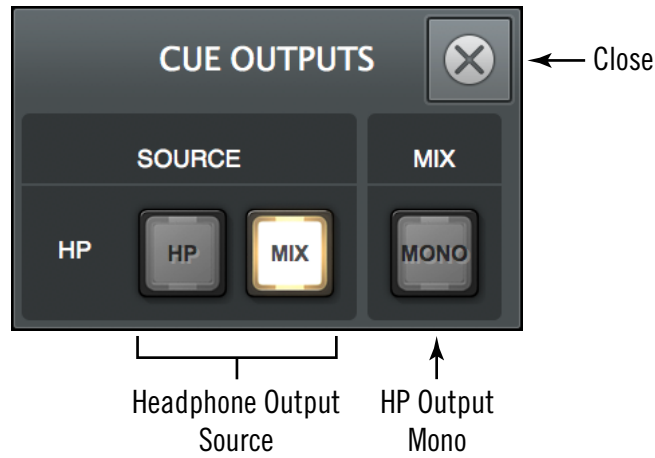 CUE OUTPUTS
Close
SOURCE
MIX
HP
HP
MIX
MONO
Headphone Output
Source
HP Output
Mono